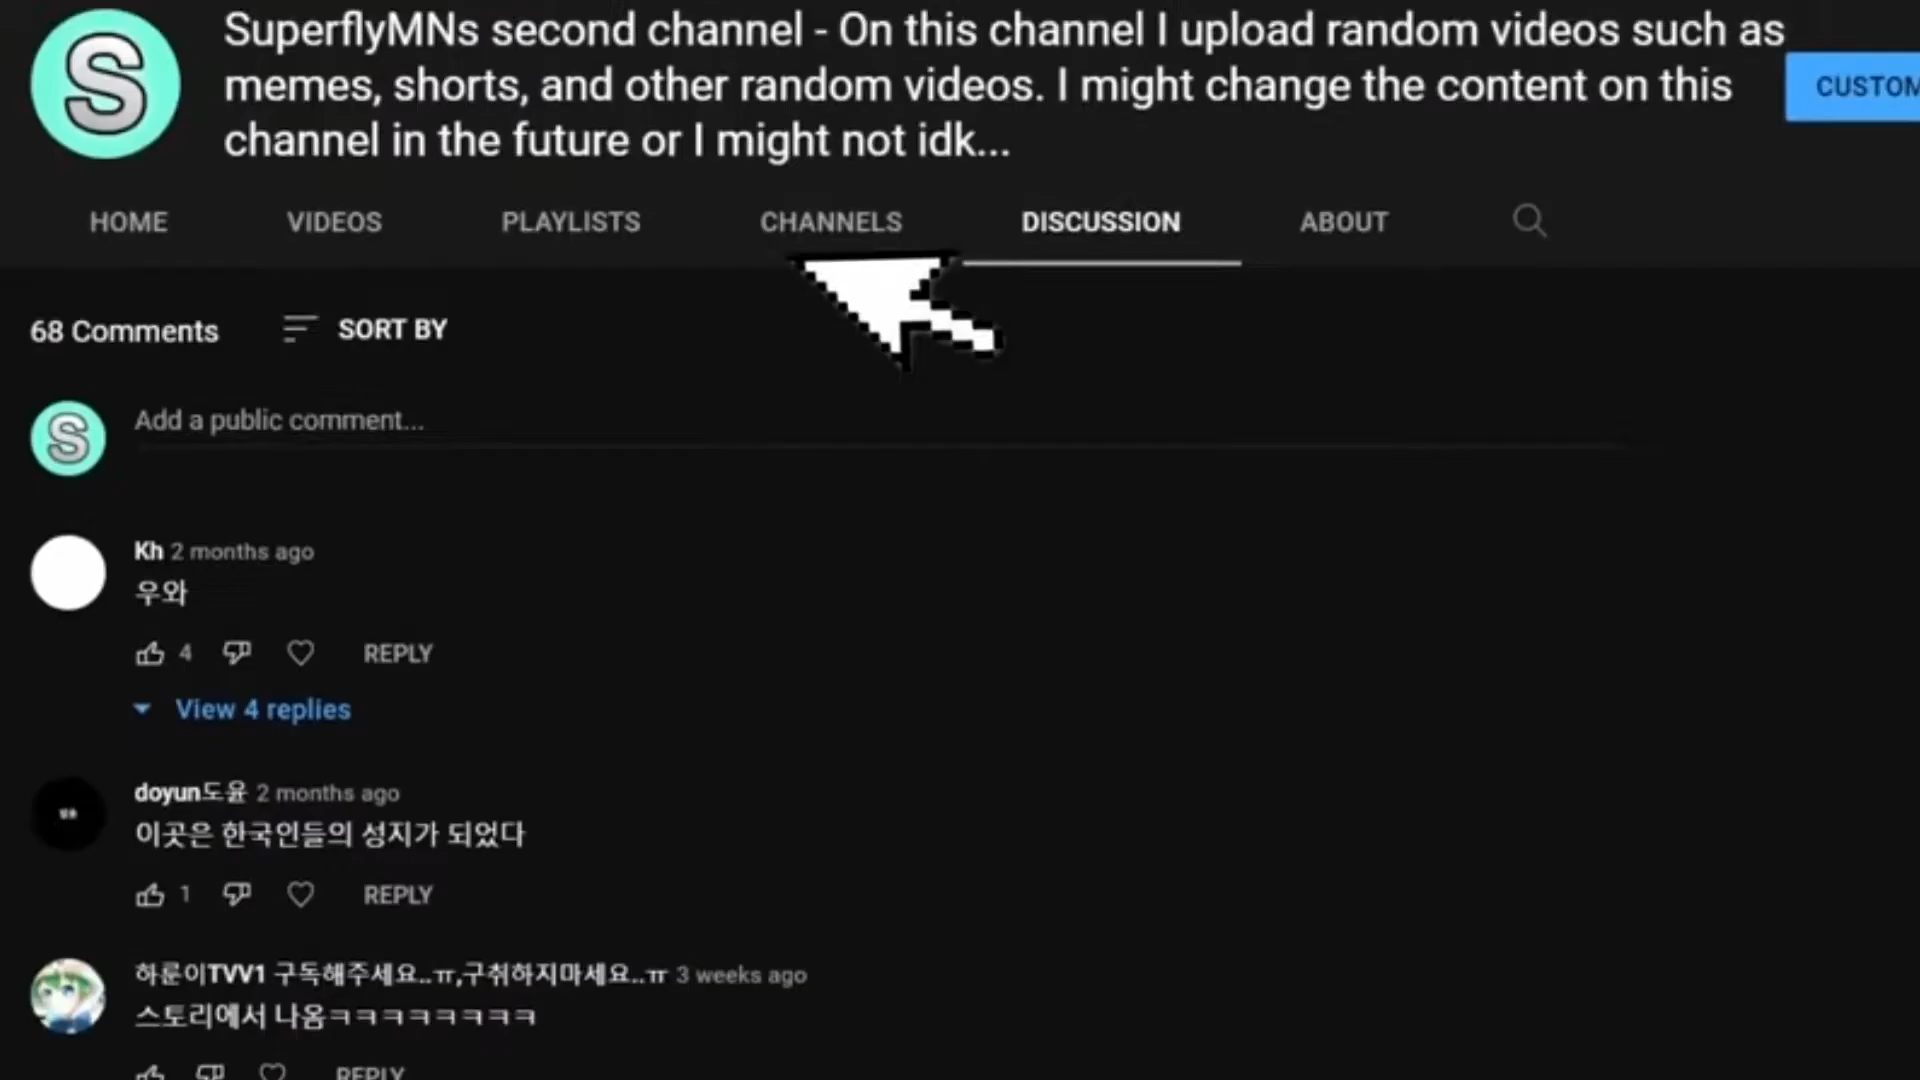 SuperflyMNs second channel - On this channel I upload random videos such as
memes, shorts, and other random videos. I might change the content on this
channel in the future or I might not idk...
CUSTOM
HOME VIDEOS PLAYLISTS CHANNELS DISCUSSION ABOUT
68 Comments SORT BY
S Add a public comment...
Kh 2 months ago
우와
4 REPLY
View 4 replies
doyun도윤 2 months ago
이곳은 한국인들의 성지가 되었다
1 REPLY
하룬이TVV1 구독해주세요..ㅠ,구취하지마세요..ㅠ 3 weeks ago
스토리에서 나옴ㅋㅋㅋㅋㅋㅋㅋㅋ
REPLY